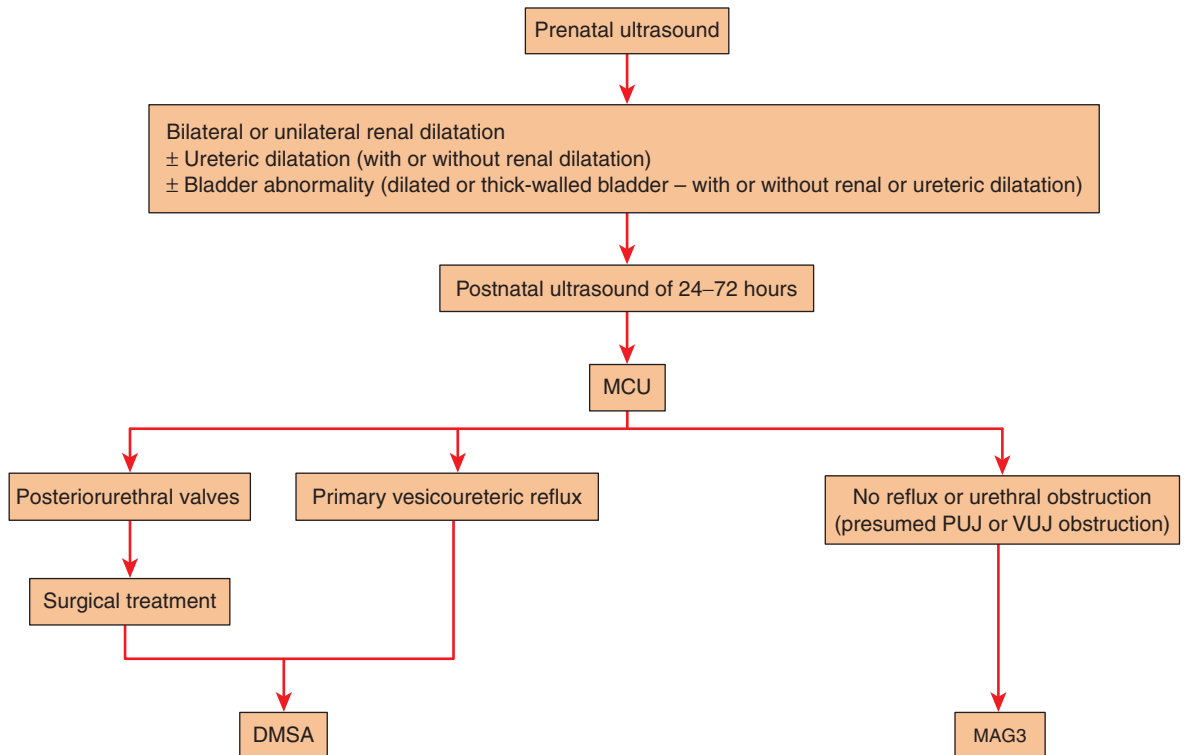 Prenatal ultrasound
Bilateral or unilateral renal dilatation
± Ureteric dilatation (with or without renal dilatation)
± Bladder abnormality (dilated or thick-walled bladder – with or without renal or ureteric dilatation)
Postnatal ultrasound of 24–72 hours
MCU
Posteriorurethral valves
Primary vesicoureteric reflux
No reflux or urethral obstruction
(presumed PUJ or VUJ obstruction)
Surgical treatment
DMSA
MAG3